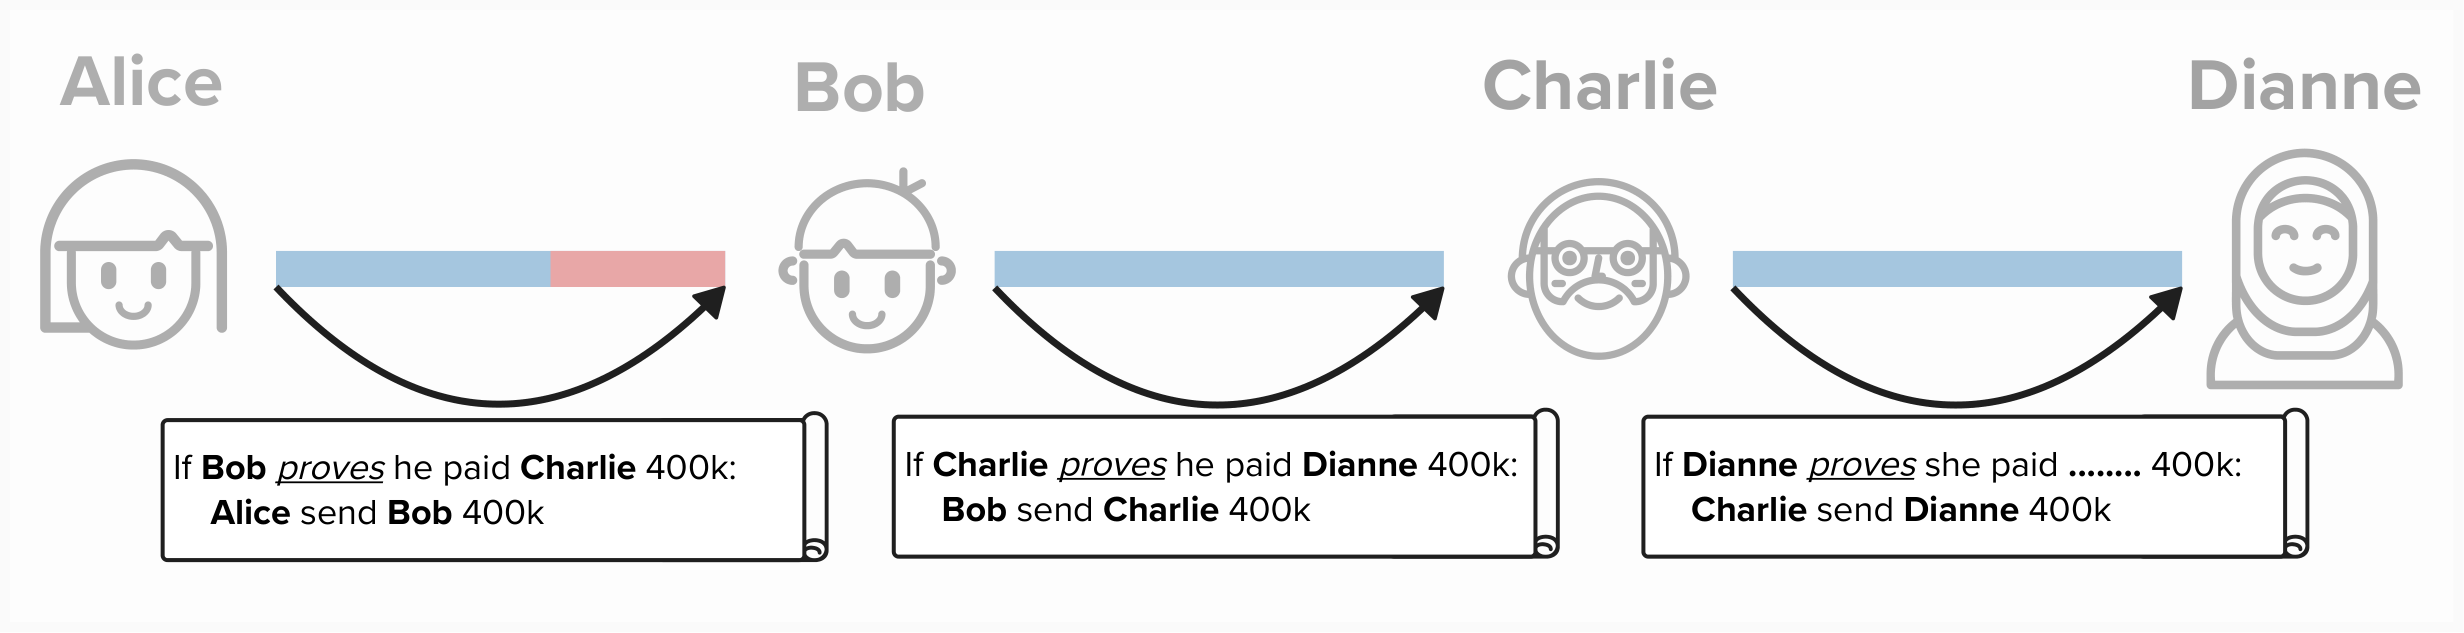 Alice
Bob
Charlie
Dianne
If Bob proves he paid Charlie 400k:
Alice send Bob 400k
If Charlie proves he paid Dianne 400k:
Bob send Charlie 400k
If Dianne proves she paid ........ 400k:
Charlie send Dianne 400k